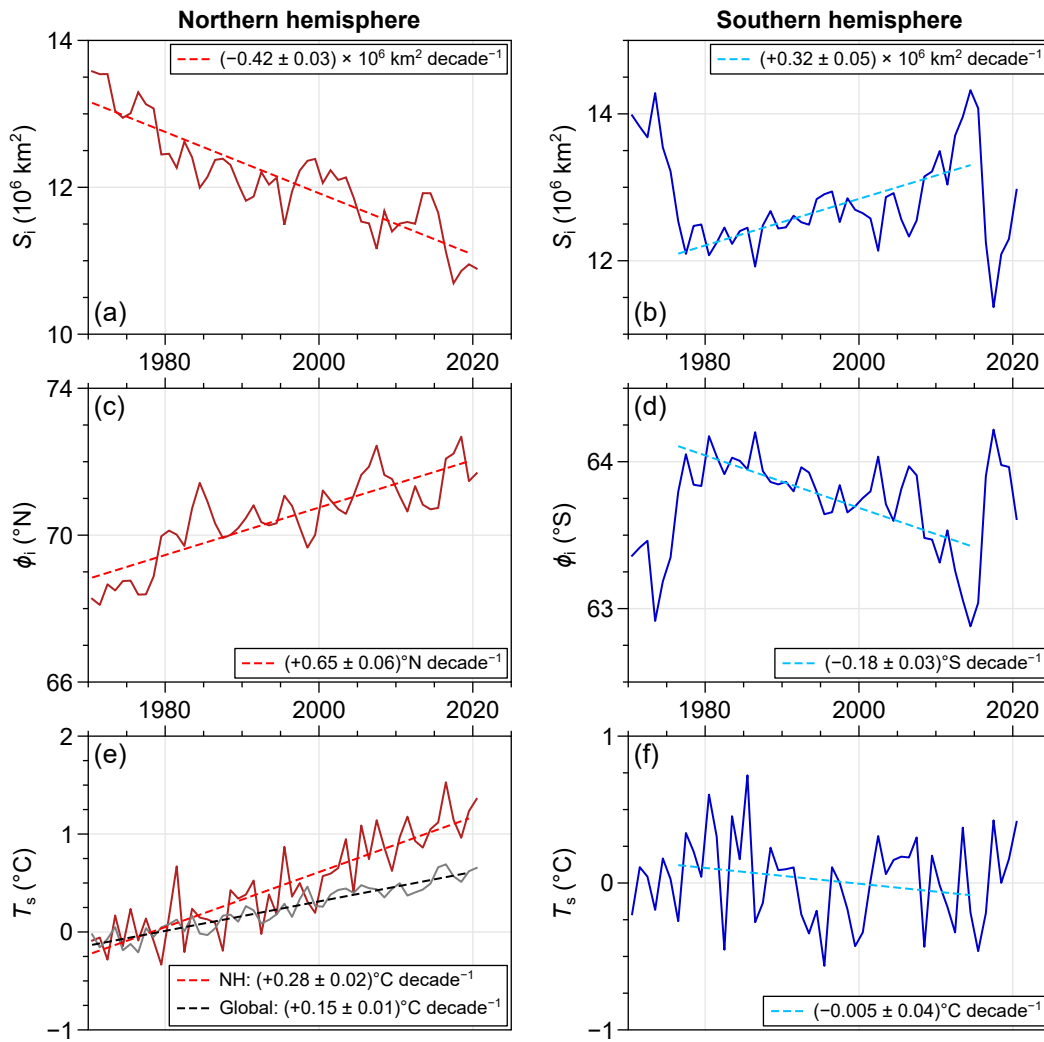 Northern hemisphere
Southern hemisphere
14
13
12
11
10
Sᵢ (10⁶ km²)
(−0.42 ± 0.03) × 10⁶ km² decade⁻¹
(a)
1980
2000
2020
14
12
Sᵢ (10⁶ km²)
(+0.32 ± 0.05) × 10⁶ km² decade⁻¹
(b)
1980
2000
2020
74
70
66
ϕᵢ (°N)
(c)
(+0.65 ± 0.06)°N decade⁻¹
1980
2000
2020
64
63
ϕᵢ (°S)
(d)
(−0.18 ± 0.03)°S decade⁻¹
1980
2000
2020
2
1
0
−1
Tₛ (°C)
(e)
NH: (+0.28 ± 0.02)°C decade⁻¹
Global: (+0.15 ± 0.01)°C decade⁻¹
1
0
−1
Tₛ (°C)
(f)
(−0.005 ± 0.04)°C decade⁻¹